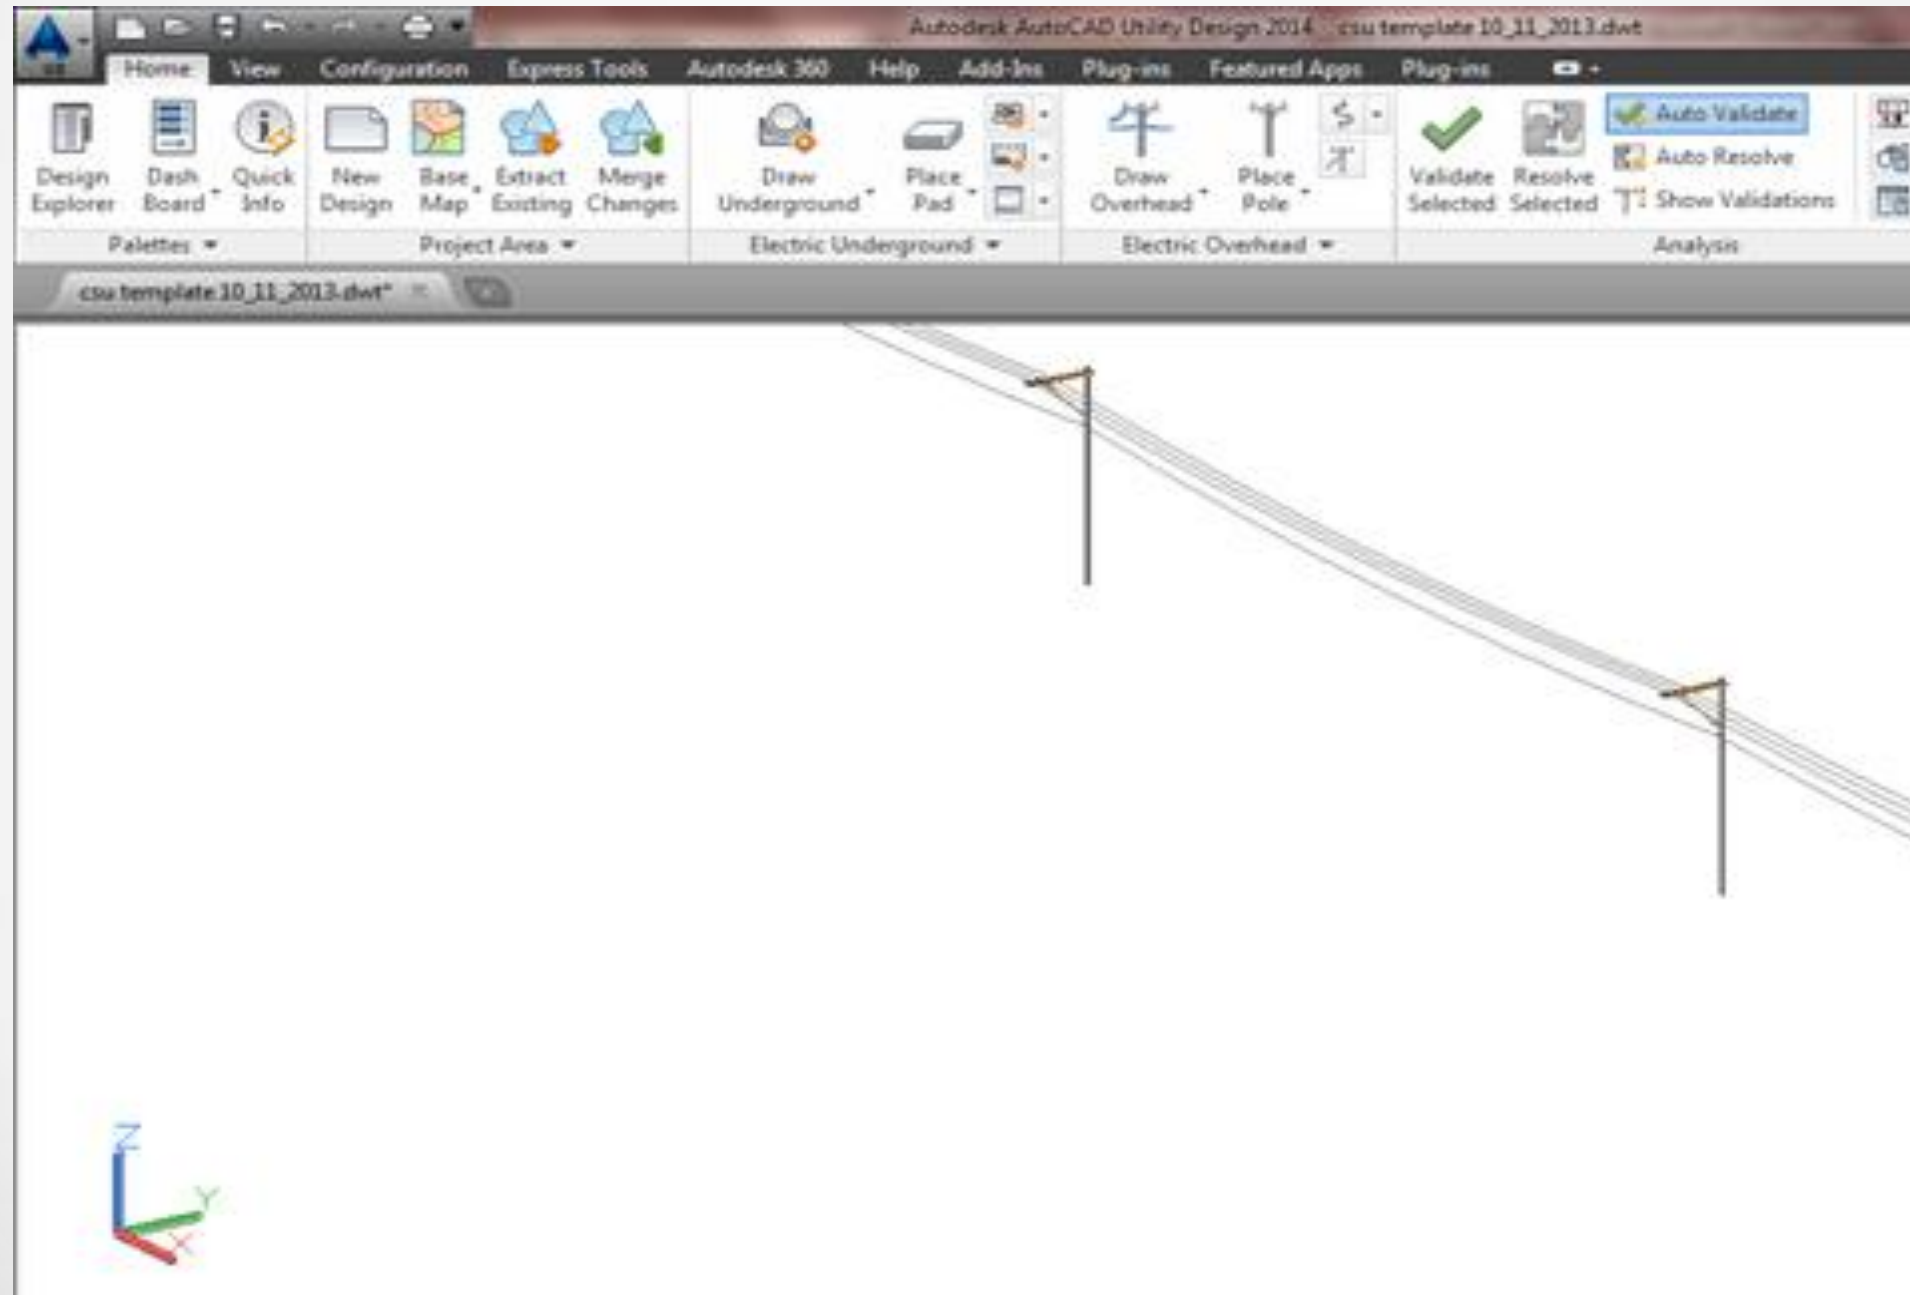 Autodesk AutoCAD Utility Design 2014 csu template 10_11_2013.dwt
Home View Configuration Express Tools Autodesk 360 Help Add-Ins Plug-ins Featured Apps Plug-ins
Design Explorer
Dash Board
Quick Info
New Design
Base Map
Extract Existing
Merge Changes
Draw Underground
Place Pad
Draw Overhead
Place Pole
Validate Selected
Resolve Selected
Auto Validate
Auto Resolve
Show Validations
Palettes Project Area Electric Underground Electric Overhead Analysis
csu template 10_11_2013.dwt*
Z
Y
X